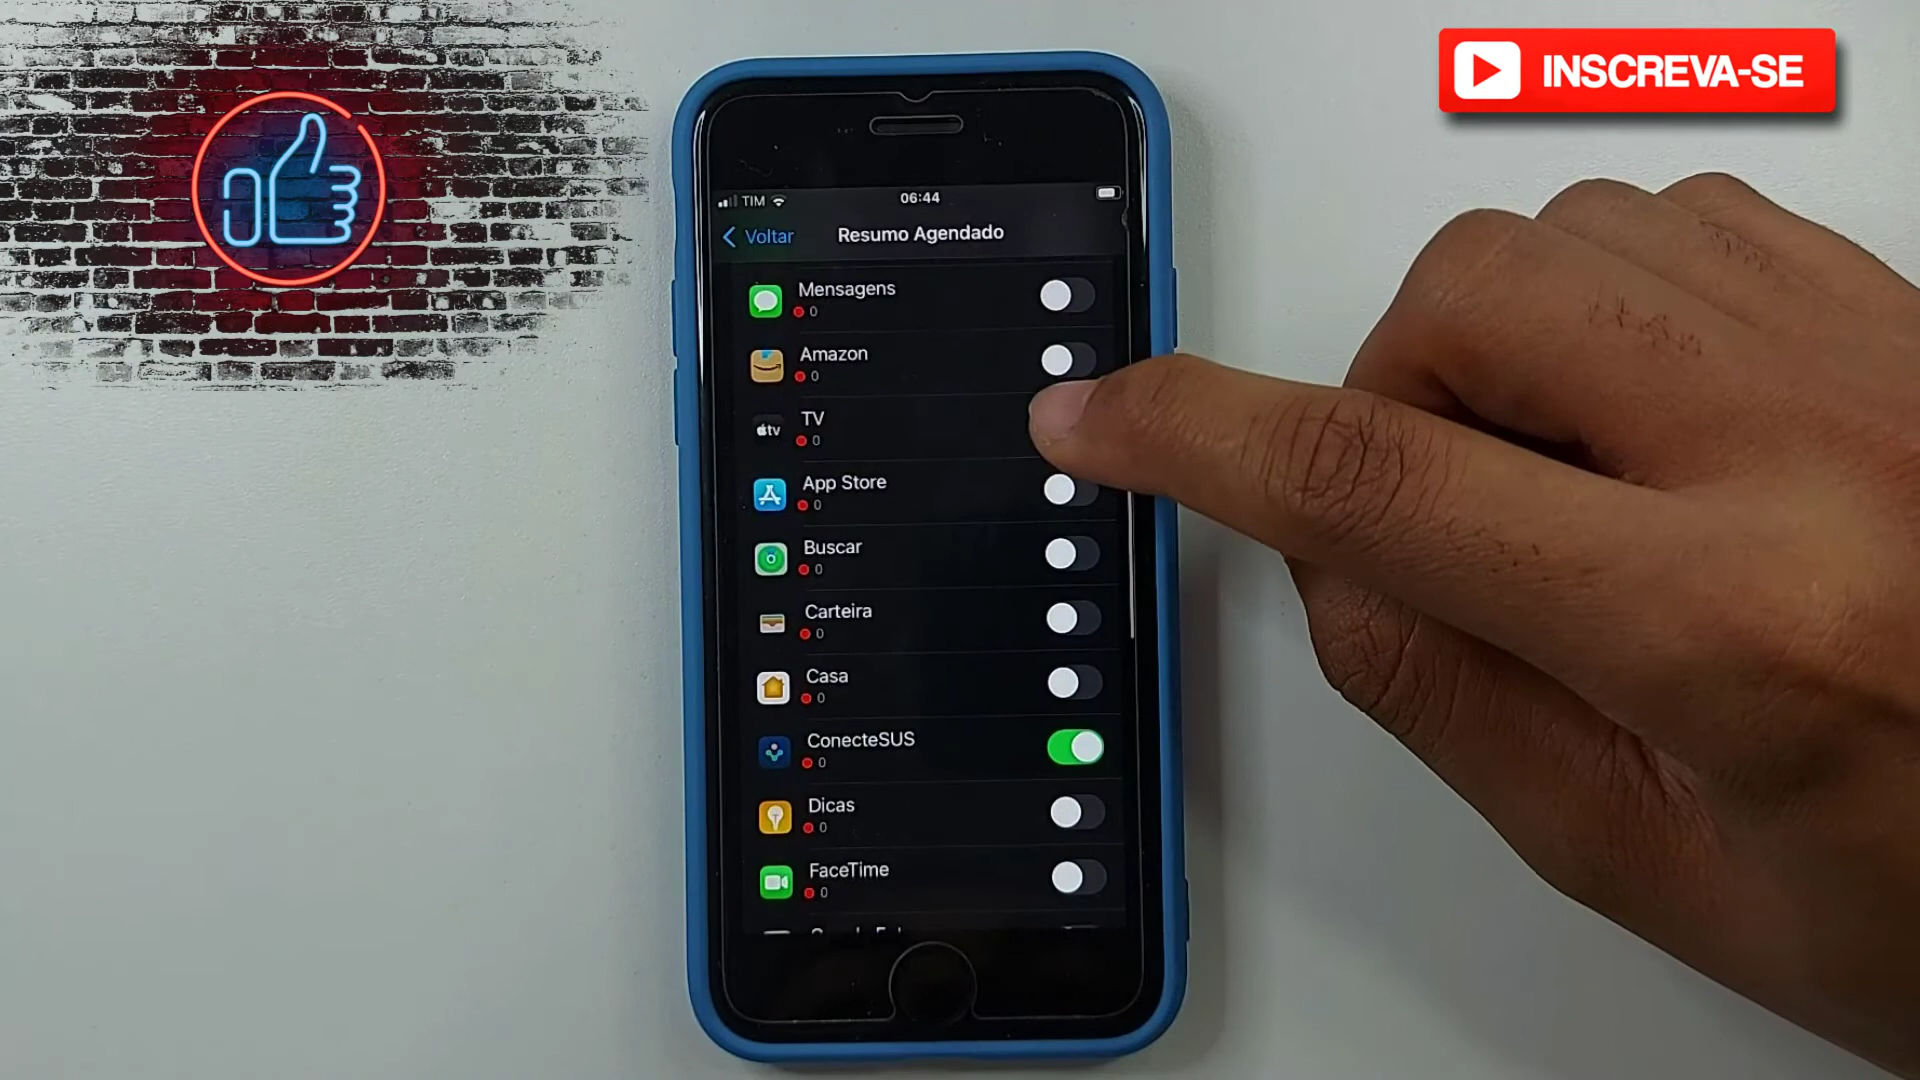 INSCREVA-SE
TIM
06:44
Voltar
Resumo Agendado
Mensagens
0
Amazon
0
tv
TV
0
App Store
0
Buscar
0
Carteira
0
Casa
0
ConecteSUS
0
Dicas
0
FaceTime
0